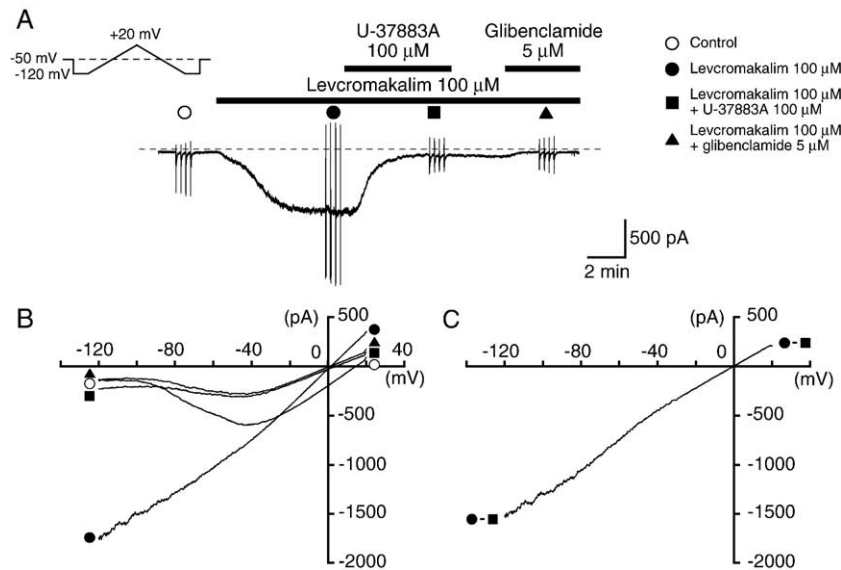 A
+20 mV
-50 mV
-120 mV
U-37883A
100 μM
Glibenclamide
5 μM
Levcromakalim 100 μM
Control
Levcromakalim 100 μM
Levcromakalim 100 μM
+ U-37883A 100 μM
Levcromakalim 100 μM
+ glibenclamide 5 μM
500 pA
2 min
B
(pA)
500
-120
-80
-40
0
40
(mV)
-500
-1000
-1500
-2000
C
(pA)
500
-120
-80
-40
0
40
(mV)
-500
-1000
-1500
-2000